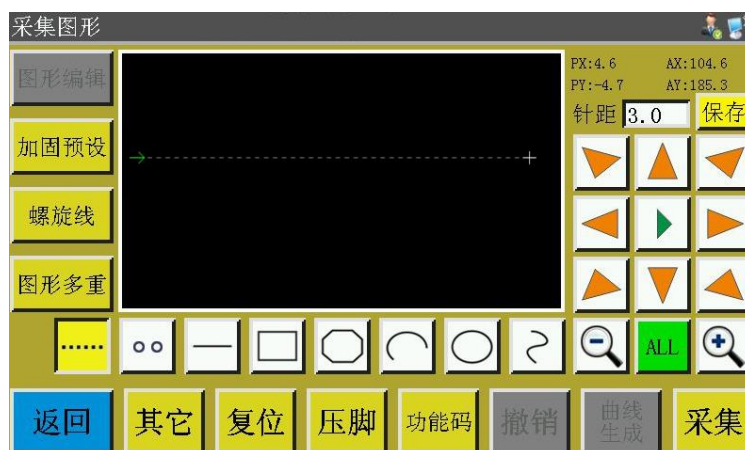 采集图形
图形编辑
PX:4.6 AX:104.6
PY:-4.7 AY:185.3
针距 3.0 保存
加固预设
螺旋线
图形多重
ALL
返回 其它 复位 压脚 功能码 撤销 曲线 采集
生成